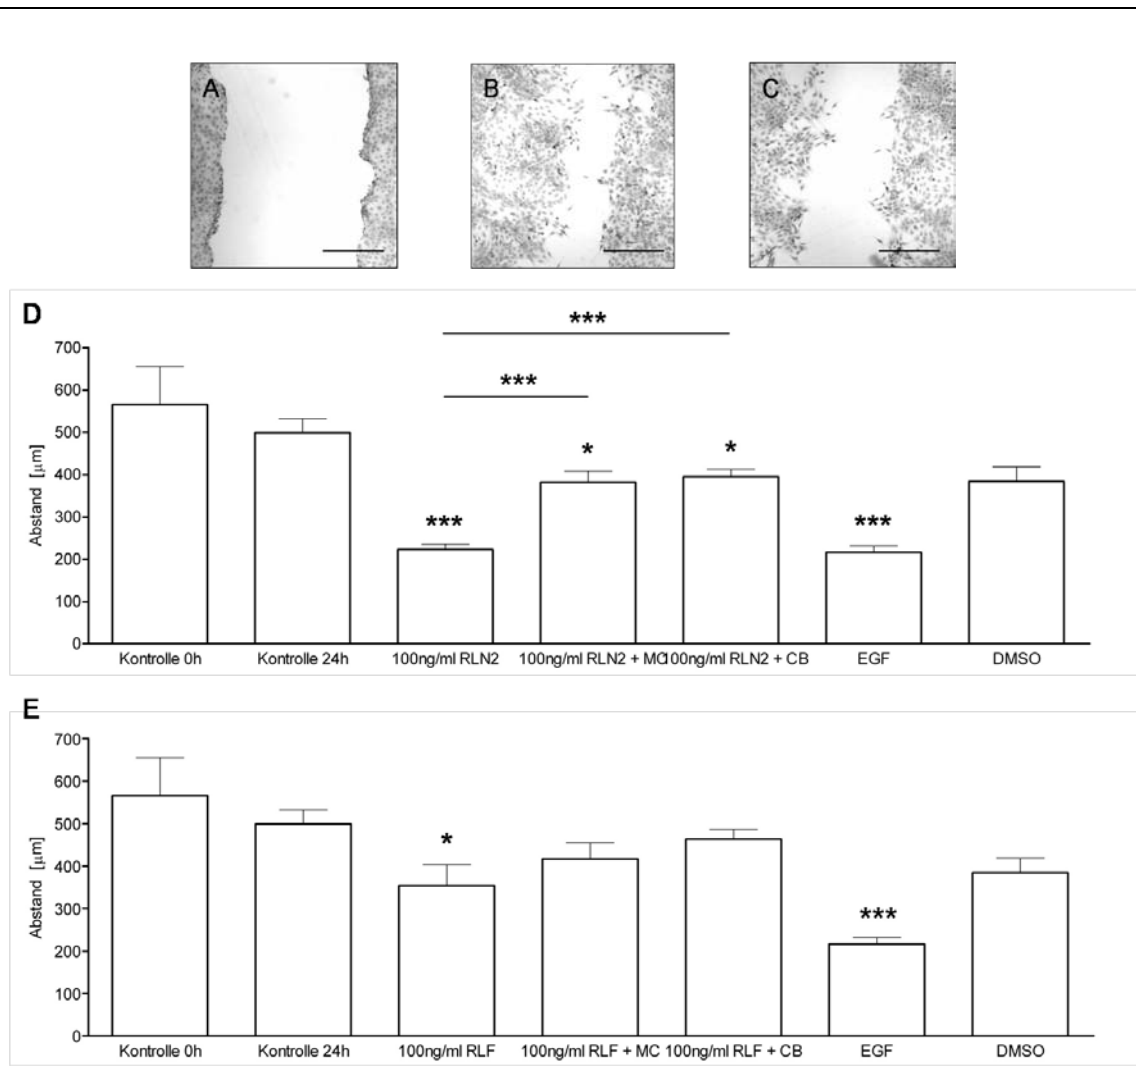 A
B
C
D
***
***
* *
*** ***
700
600
500
400
300
200
100
0
Abstand [µm]
Kontrolle 0h Kontrolle 24h 100ng/ml RLN2 100ng/ml RLN2 + MC 100ng/ml RLN2 + CB EGF DMSO
E
*
***
700
600
500
400
300
200
100
0
Abstand [µm]
Kontrolle 0h Kontrolle 24h 100ng/ml RLF 100ng/ml RLF + MC 100ng/ml RLF + CB EGF DMSO